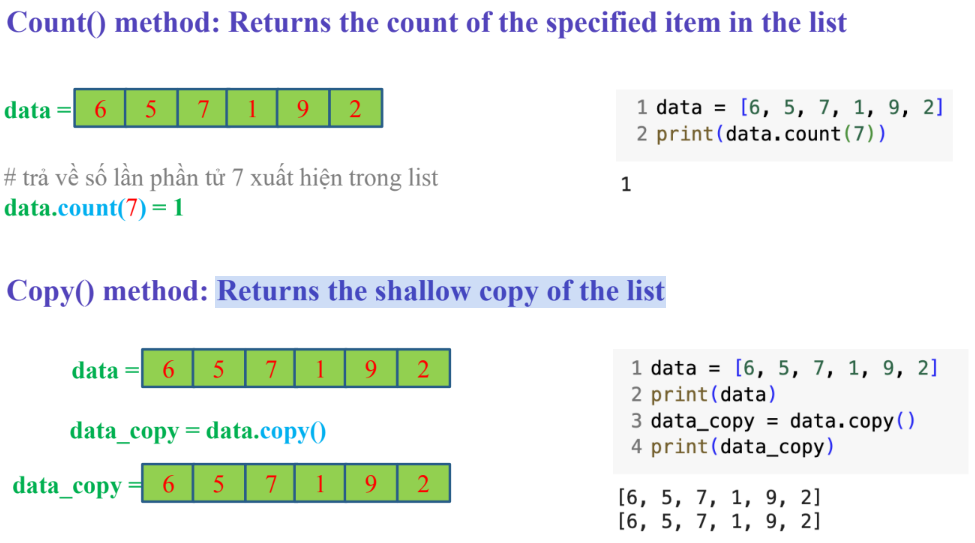 Count() method: Returns the count of the specified item in the list
data = 6 5 7 1 9 2
1 data = [6, 5, 7, 1, 9, 2]
2 print(data.count(7))
1
# trả về số lần phần tử 7 xuất hiện trong list
data.count(7) = 1
Copy() method: Returns the shallow copy of the list
data = 6 5 7 1 9 2
data_copy = data.copy()
data_copy = 6 5 7 1 9 2
1 data = [6, 5, 7, 1, 9, 2]
2 print(data)
3 data_copy = data.copy()
4 print(data_copy)
[6, 5, 7, 1, 9, 2]
[6, 5, 7, 1, 9, 2]